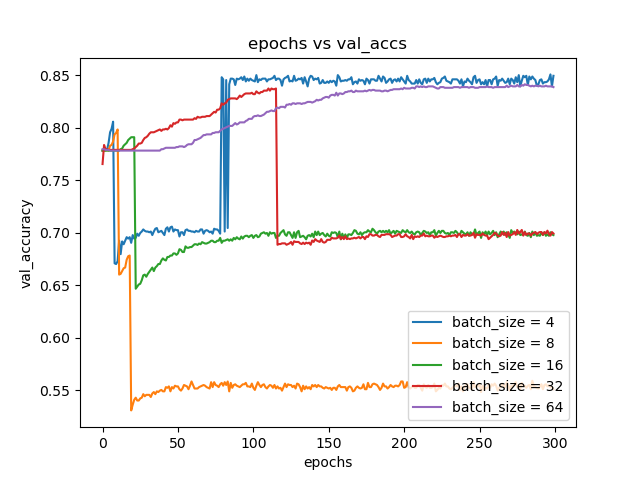 epochs vs val_accs
val_accuracy
0.85
0.80
0.75
0.70
0.65
0.60
0.55
batch_size = 4
batch_size = 8
batch_size = 16
batch_size = 32
batch_size = 64
0
50
100
150
200
250
300
epochs